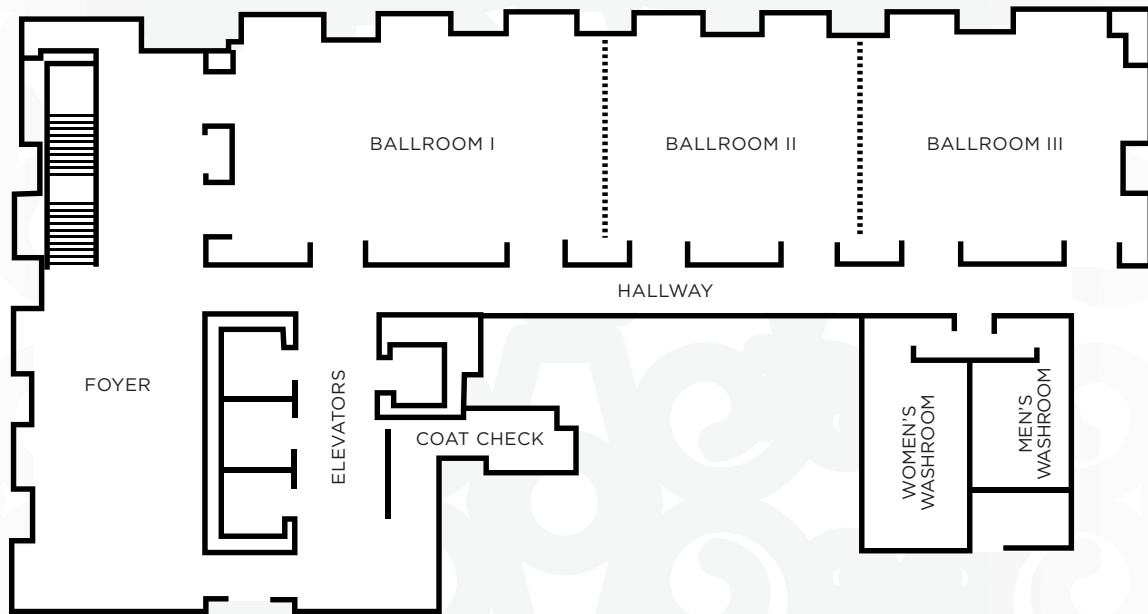 BALLROOM I
BALLROOM II
BALLROOM III
HALLWAY
FOYER
ELEVATORS
COAT CHECK
WOMEN'S
WASHROOM
MEN'S
WASHROOM